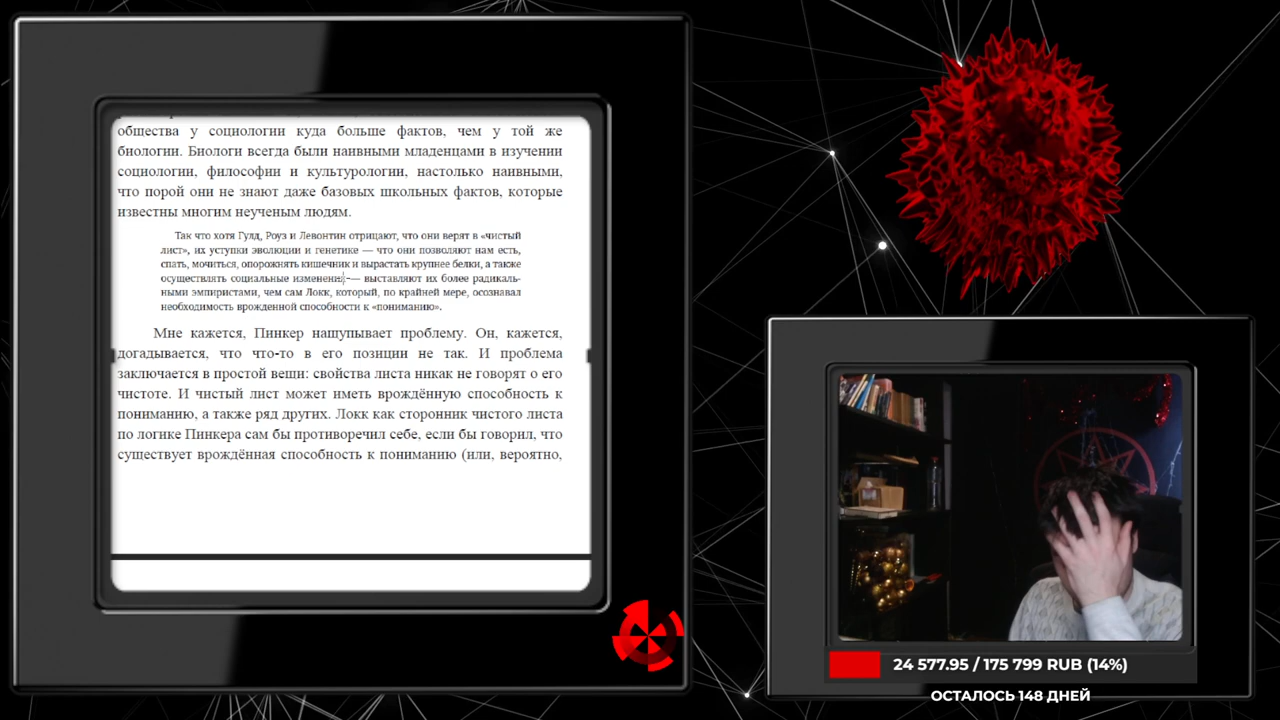 общества у социологии куда больше фактов, чем у той же
биологии. Биологи всегда были наивными младенцами в изучении
социологии, философии и культурологии, настолько наивными,
что порой они не знают даже базовых школьных фактов, которые
известны многим неученым людям.
Так что хотя Гулд, Роуз и Левонтин отрицают, что они верят в «чистый
лист», их уступки эволюции и генетике — что они позволяют нам есть,
спать, мочиться, опорожнять кишечник и вырастать крупнее белки, а также
осуществлять социальные изменения — выставляют их более радикаль-
ными эмпиристами, чем сам Локк, который, по крайней мере, осознавал
необходимость врожденной способности к «пониманию».
Мне кажется, Пинкер нащупывает проблему. Он, кажется,
догадывается, что что-то в его позиции не так. И проблема
заключается в простой вещи: свойства листа никак не говорят о его
чистоте. И чистый лист может иметь врождённую способность к
пониманию, а также ряд других. Локк как сторонник чистого листа
по логике Пинкера сам бы противоречил себе, если бы говорил, что
существует врождённая способность к пониманию (или, вероятно,
24 577.95 / 175 799 RUB (14%)
ОСТАЛОСЬ 148 ДНЕЙ